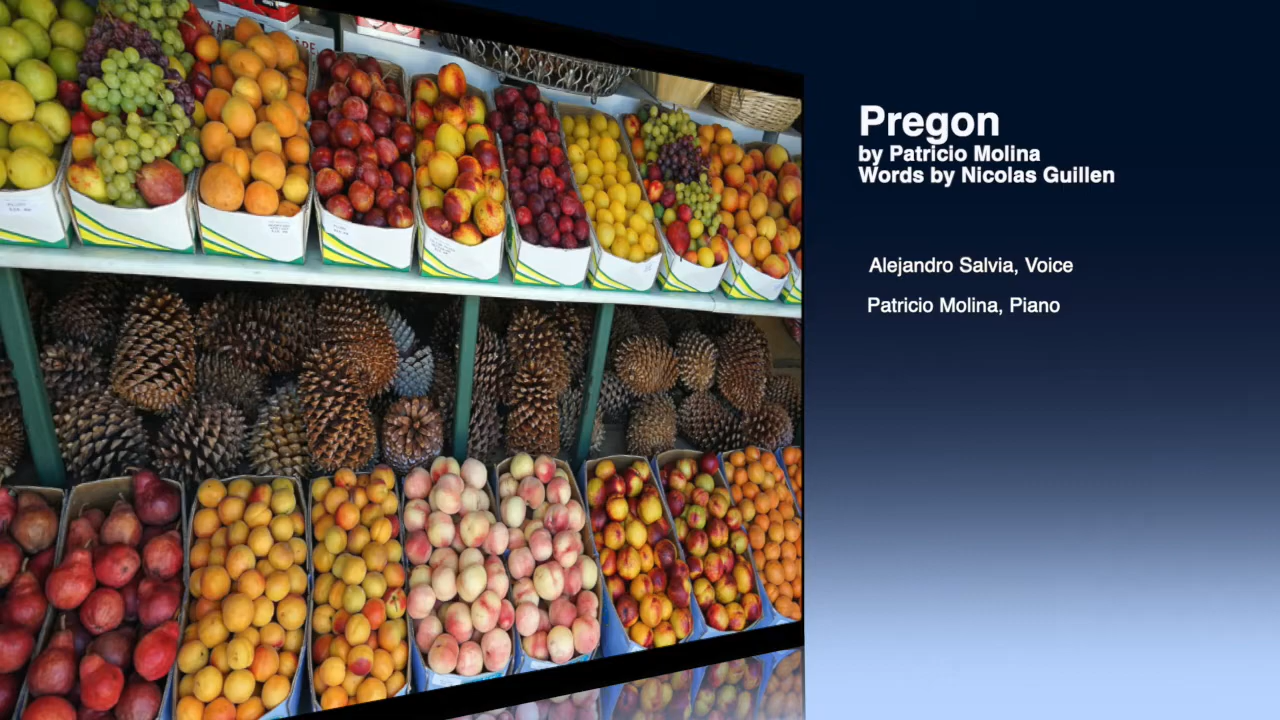 Pregon
by Patricio Molina
Words by Nicolas Guillen
Alejandro Salvia, Voice
Patricio Molina, Piano